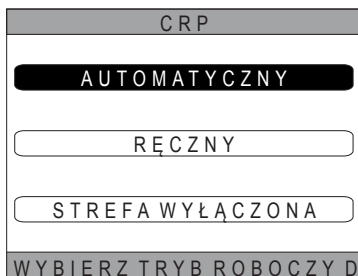 CRP
AUTOMATYCZNY
RĘCZNY
STREFA WYŁĄCZONA
WYBIERZ TRYB ROBOCZY D